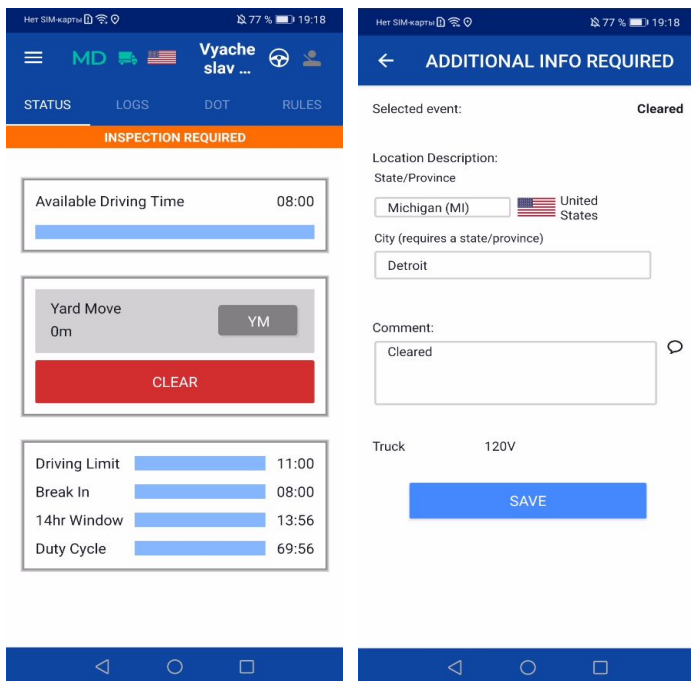 Нет SIM-карты 77 % 19:18
MD Vyache
slav ...
STATUS LOGS DOT RULES
INSPECTION REQUIRED
Available Driving Time 08:00
Yard Move
0m
YM
CLEAR
Driving Limit 11:00
Break In 08:00
14hr Window 13:56
Duty Cycle 69:56
Нет SIM-карты 77 % 19:18
ADDITIONAL INFO REQUIRED
Selected event: Cleared
Location Description:
State/Province
Michigan (MI) United
States
City (requires a state/province)
Detroit
Comment:
Cleared
Truck 120V
SAVE